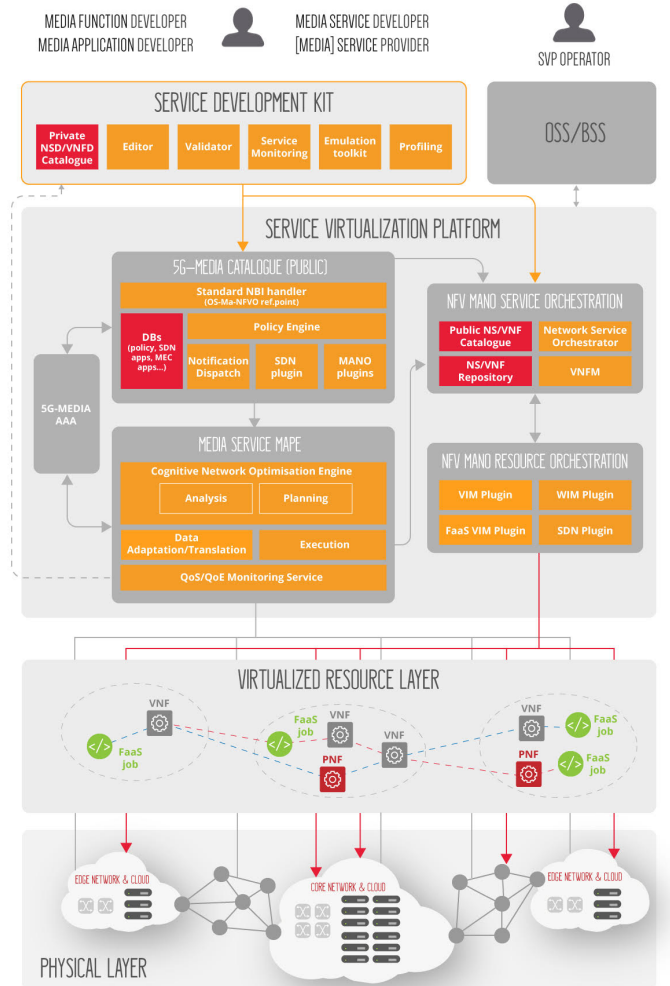 MEDIA FUNCTION DEVELOPER
MEDIA APPLICATION DEVELOPER
MEDIA SERVICE DEVELOPER
[MEDIA] SERVICE PROVIDER
SVP OPERATOR
SERVICE DEVELOPMENT KIT
Private
NSD/VNFD
Catalogue
Editor
Validator
Service
Monitoring
Emulation
toolkit
Profiling
OSS/BSS
SERVICE VIRTUALIZATION PLATFORM
5G–MEDIA CATALOGUE (PUBLIC)
Standard NBI handler
(OS-Ma-NFVO ref.point)
DBs
(policy, SDN
apps, MEC
apps...)
Policy Engine
Notification
Dispatch
SDN
plugin
MANO
plugins
NFV MANO SERVICE ORCHESTRATION
Public NS/VNF
Catalogue
Network Service
Orchestrator
NS/VNF
Repository
VNFM
5G-MEDIA
AAA
MEDIA SERVICE MAPE
Cognitive Network Optimisation Engine
Analysis
Planning
Data
Adaptation/Translation
Execution
QoS/QoE Monitoring Service
NFV MANO RESOURCE ORCHESTRATION
VIM Plugin
WIM Plugin
FaaS VIM Plugin
SDN Plugin
VIRTUALIZED RESOURCE LAYER
VNF
FaaS
job
FaaS
job
VNF
PNF
VNF
VNF
FaaS
job
PNF
FaaS
job
EDGE NETWORK & CLOUD
CORE NETWORK & CLOUD
EDGE NETWORK & CLOUD
PHYSICAL LAYER